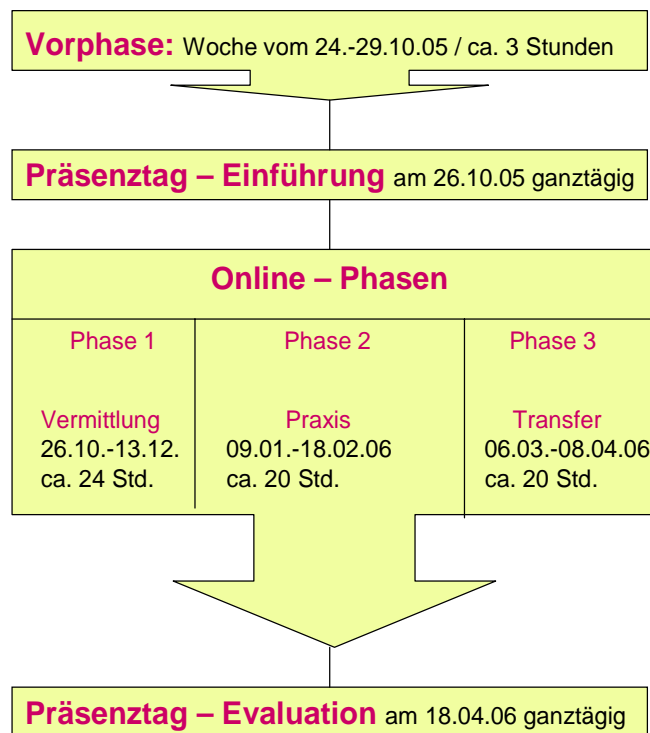 Vorphase: Woche vom 24.-29.10.05 / ca. 3 Stunden
Präsenztag – Einführung am 26.10.05 ganztägig
Online – Phasen
Phase 1
Vermittlung
26.10.-13.12.
ca. 24 Std.
Phase 2
Praxis
09.01.-18.02.06
ca. 20 Std.
Phase 3
Transfer
06.03.-08.04.06
ca. 20 Std.
Präsenztag – Evaluation am 18.04.06 ganztägig